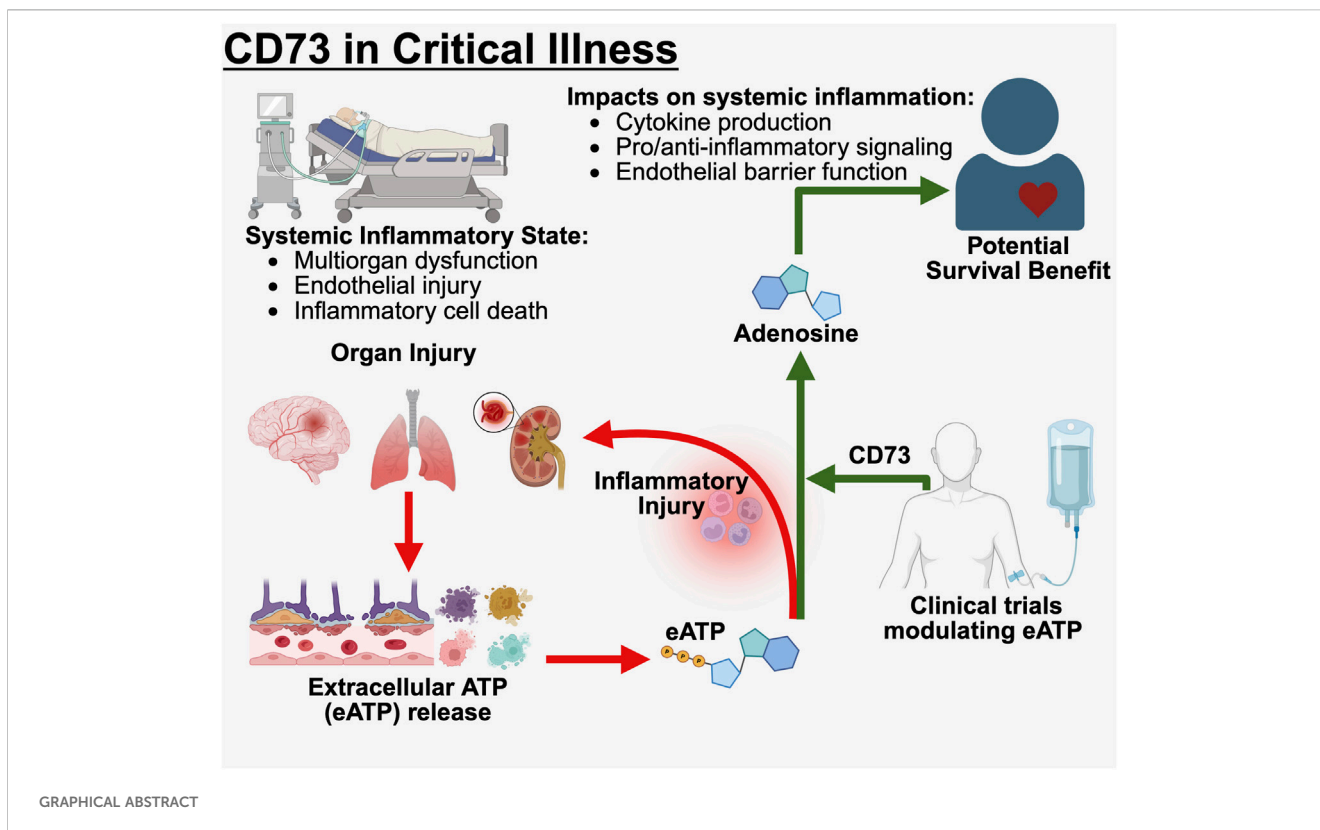 CD73 in Critical Illness
Impacts on systemic inflammation:
• Cytokine production
• Pro/anti-inflammatory signaling
• Endothelial barrier function
Potential
Survival Benefit
Systemic Inflammatory State:
• Multiorgan dysfunction
• Endothelial injury
• Inflammatory cell death
Adenosine
Organ Injury
CD73
Inflammatory
Injury
Clinical trials
modulating eATP
eATP
P P P
Extracellular ATP
(eATP) release
GRAPHICAL ABSTRACT